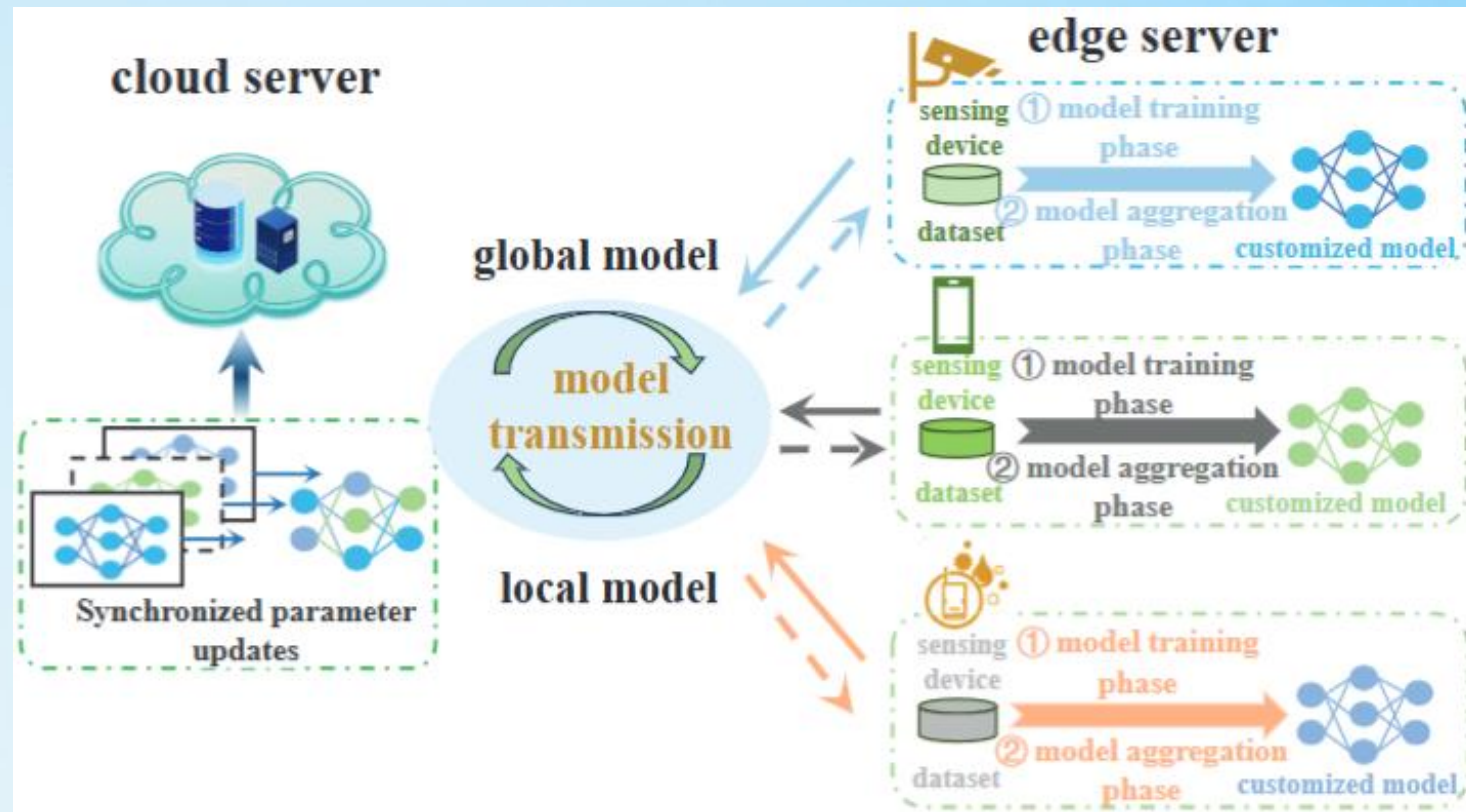 cloud server
Synchronized parameter
updates
global model
model
transmission
local model
edge server
sensing
device
dataset
① model training
phase
② model aggregation
phase
customized model
sensing
device
dataset
① model training
phase
② model aggregation
phase
customized model
sensing
device
dataset
① model training
phase
② model aggregation
phase
customized model